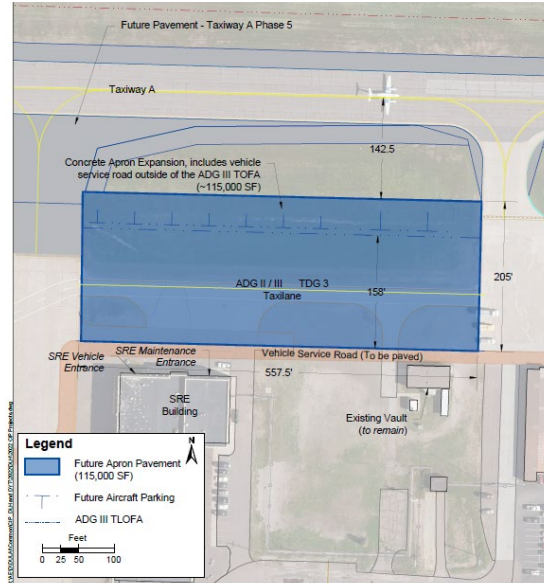 Future Pavement - Taxiway A Phase 5
Taxiway A
142.5
Concrete Apron Expansion, includes vehicle
service road outside of the ADG III TOFA
(~115,000 SF)
205'
158'
ADG II / III TDG 3
Taxilane
SRE Vehicle
Entrance
SRE Maintenance
Entrance
Vehicle Service Road (To be paved)
557.5'
SRE
Building
Existing Vault
(to remain)
Legend
N
Future Apron Pavement
(115,000 SF)
Future Aircraft Parking
ADG III TLOFA
Feet
0 25 50 100